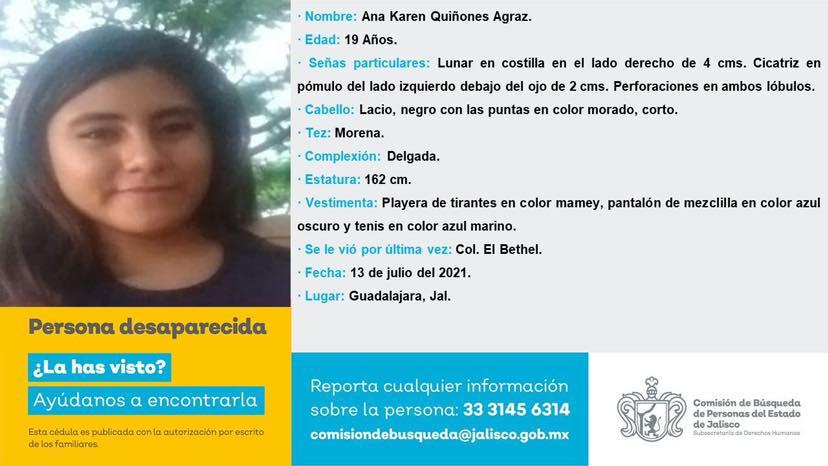 · Nombre: Ana Karen Quiñones Agraz.
· Edad: 19 Años.
· Señas particulares: Lunar en costilla en el lado derecho de 4 cms. Cicatriz en
pómulo del lado izquierdo debajo del ojo de 2 cms. Perforaciones en ambos lóbulos.
· Cabello: Lacio, negro con las puntas en color morado, corto.
· Tez: Morena.
· Complexión: Delgada.
· Estatura: 162 cm.
· Vestimenta: Playera de tirantes en color mamey, pantalón de mezclilla en color azul
oscuro y tenis en color azul marino.
· Se le vió por última vez: Col. El Bethel.
· Fecha: 13 de julio del 2021.
· Lugar: Guadalajara, Jal.
Persona desaparecida
¿La has visto?
Ayúdanos a encontrarla
Esta cédula es publicada con la autorización por escrito
de los familiares.
Reporta cualquier información
sobre la persona: 33 3145 6314
comisiondebusqueda@jalisco.gob.mx
Comisión de Búsqueda
de Personas del Estado
de Jalisco
Subsecretaría de Derechos Humanos